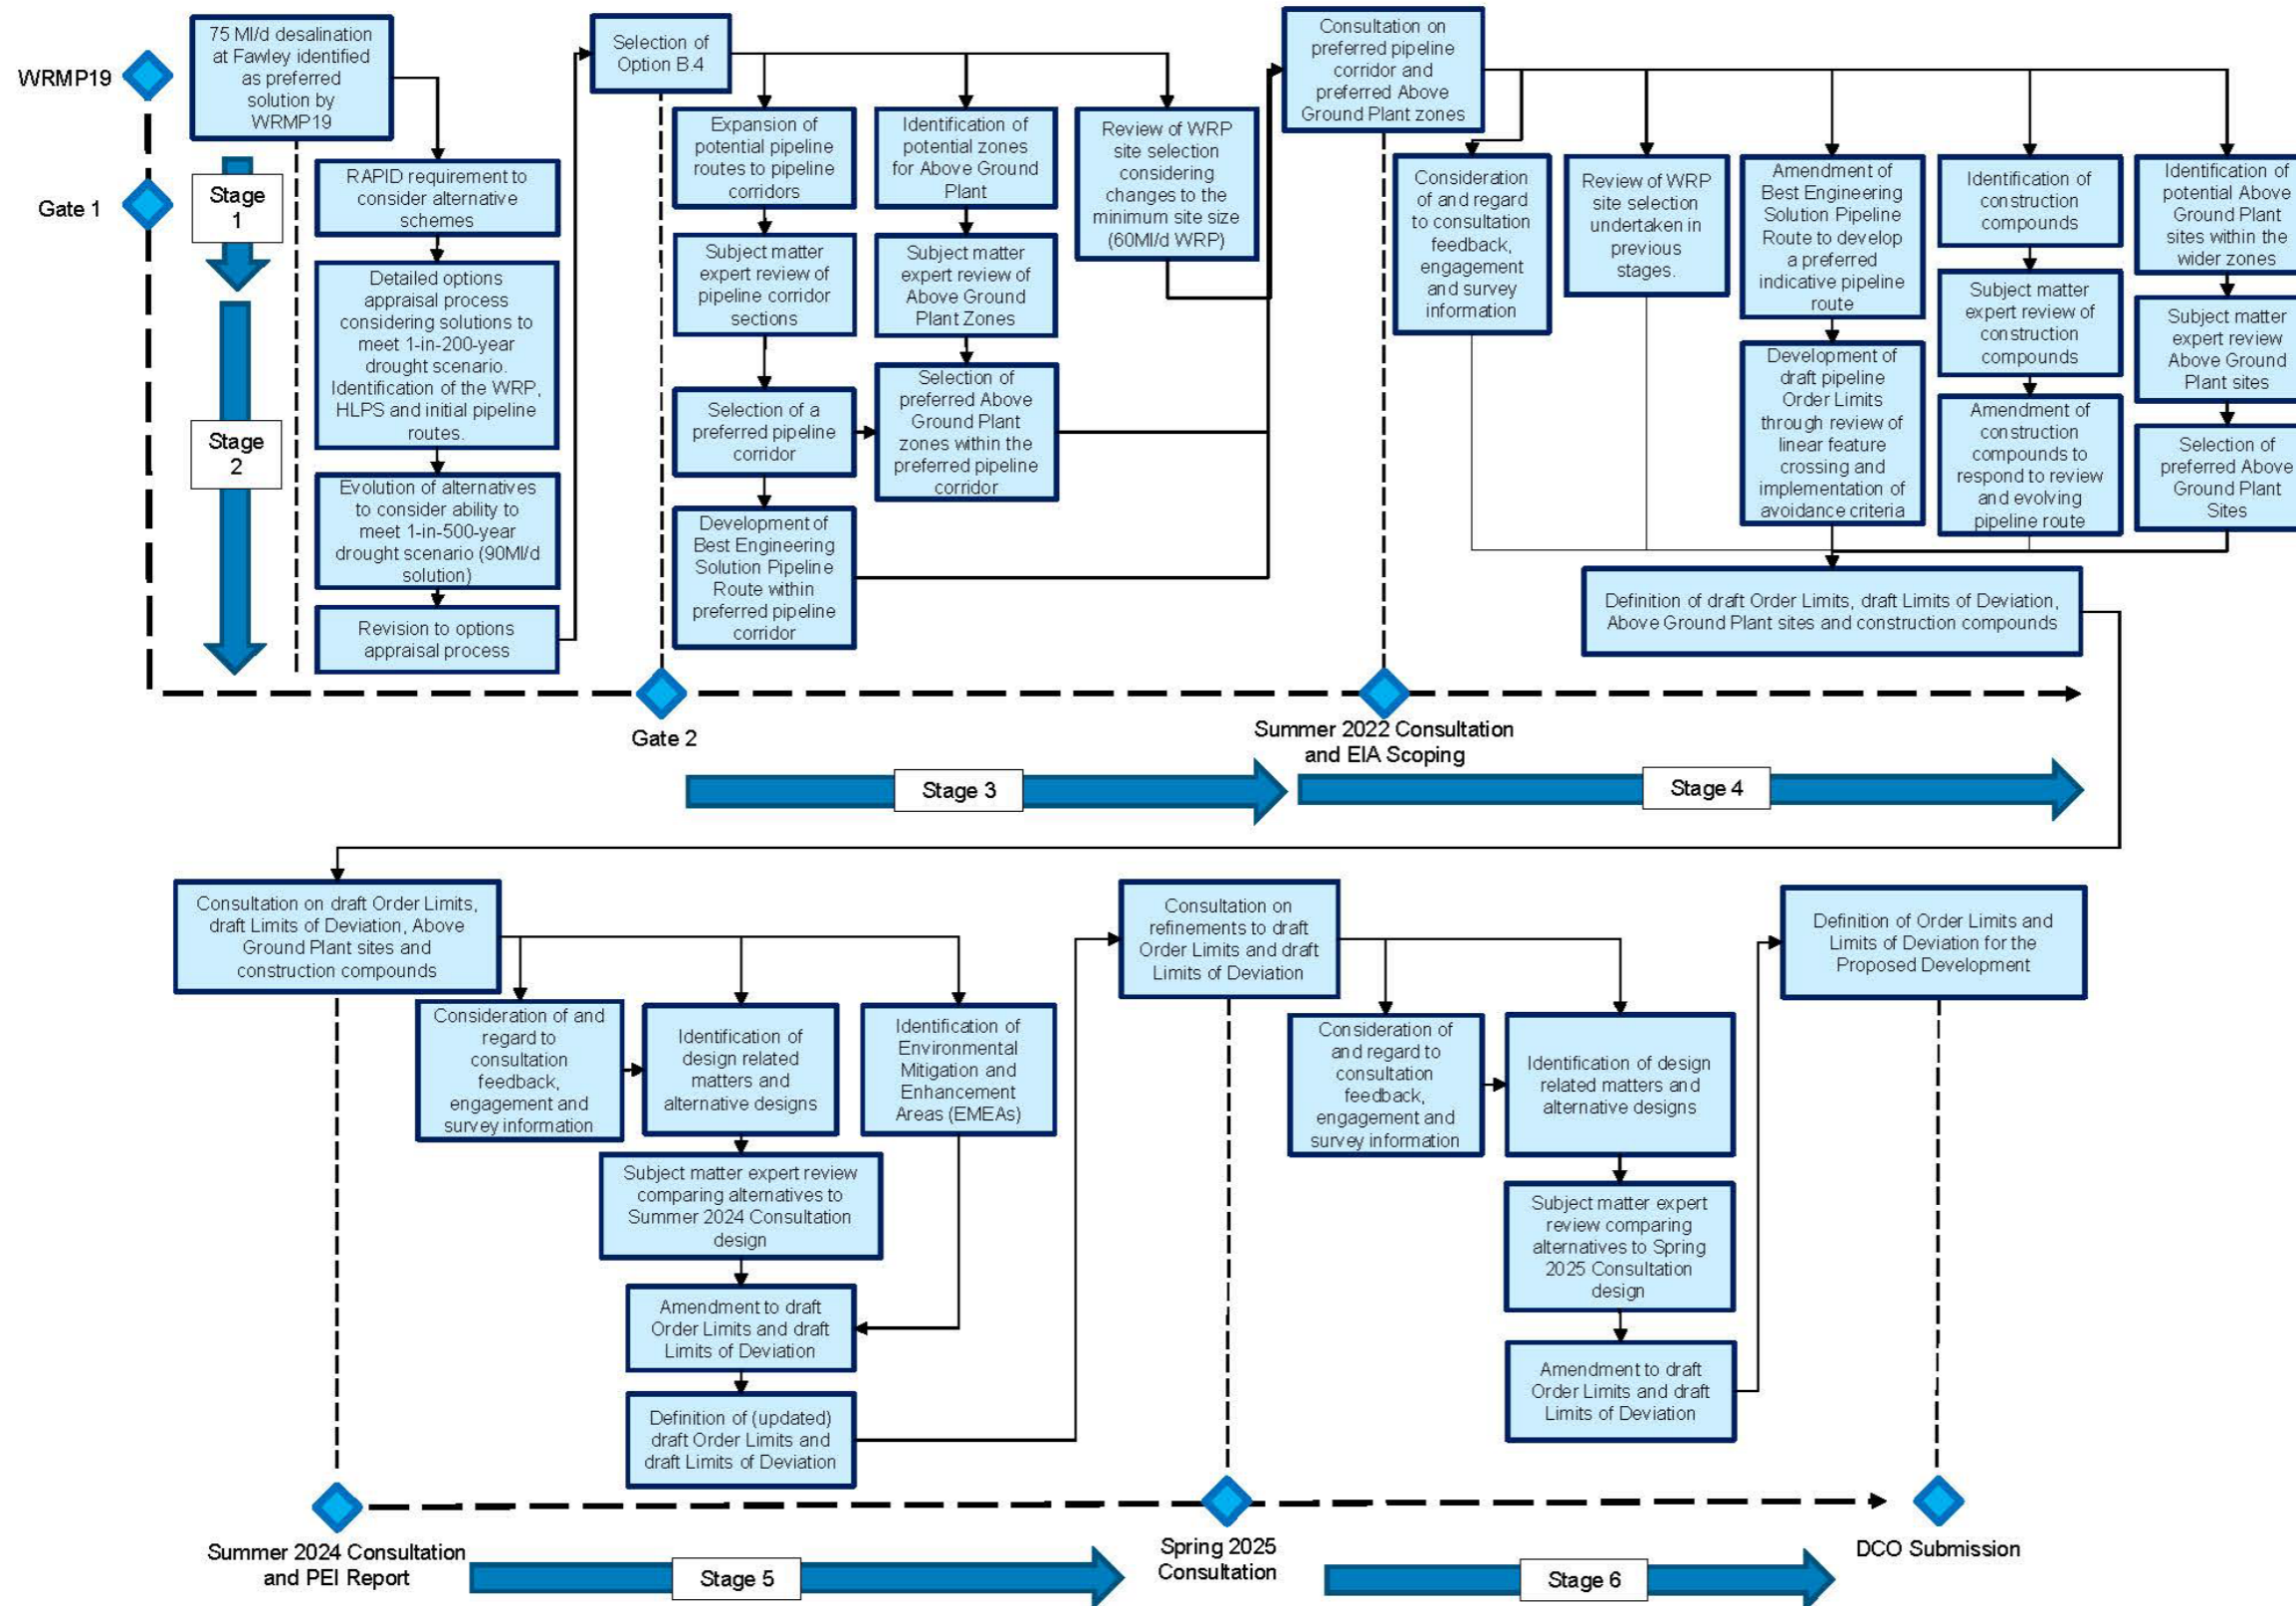 WRMP19
75 Ml/d desalination
at Fawley identified
as preferred
solution by
WRMP19
Gate 1
Stage
1
Stage
2
RAPID requirement to
consider alternative
schemes
Detailed options
appraisal process
considering solutions to
meet 1-in-200-year
drought scenario.
Identification of the WRP,
HLPS and initial pipeline
routes.
Evolution of alternatives
to consider ability to
meet 1-in-500-year
drought scenario (90Ml/d
solution)
Revision to options
appraisal process
Selection of
Option B.4
Expansion of
potential pipeline
routes to pipeline
corridors
Subject matter
expert review of
pipeline corridor
sections
Selection of a
preferred pipeline
corridor
Development of
Best Engineering
Solution Pipeline
Route within
preferred pipeline
corridor
Identification of
potential zones
for Above Ground
Plant
Subject matter
expert review of
Above Ground
Plant Zones
Selection of
preferred Above
Ground Plant
zones within the
preferred pipeline
corridor
Review of WRP
site selection
considering
changes to the
minimum site size
(60Ml/d WRP)
Consultation on
preferred pipeline
corridor and
preferred Above
Ground Plant zones
Consideration
of and regard
to consultation
feedback,
engagement
and survey
information
Review of WRP
site selection
undertaken in
previous
stages.
Amendment of
Best Engineering
Solution Pipeline
Route to develop
a preferred
indicative pipeline
route
Development of
draft pipeline
Order Limits
through review of
linear feature
crossing and
implementation of
avoidance criteria
Identification of
construction
compounds
Subject matter
expert review of
construction
compounds
Amendment of
construction
compounds to
respond to review
and evolving
pipeline route
Identification of
potential Above
Ground Plant
sites within the
wider zones
Subject matter
expert review
Above Ground
Plant sites
Selection of
preferred Above
Ground Plant
Sites
Definition of draft Order Limits, draft Limits of Deviation,
Above Ground Plant sites and construction compounds
Gate 2
Summer 2022 Consultation
and EIA Scoping
Stage 3
Stage 4
Consultation on draft Order Limits,
draft Limits of Deviation, Above
Ground Plant sites and
construction compounds
Consideration of and
regard to
consultation
feedback,
engagement and
survey information
Identification of
design related
matters and
alternative designs
Identification of
Environmental
Mitigation and
Enhancement
Areas (EMEAs)
Subject matter expert review
comparing alternatives to
Summer 2024 Consultation
design
Amendment to draft
Order Limits and draft
Limits of Deviation
Definition of (updated)
draft Order Limits and
draft Limits of Deviation
Consultation on
refinements to draft
Order Limits and draft
Limits of Deviation
Consideration of
and regard to
consultation
feedback,
engagement and
survey information
Identification of design
related matters and
alternative designs
Subject matter expert
review comparing
alternatives to Spring
2025 Consultation
design
Amendment to draft
Order Limits and draft
Limits of Deviation
Definition of Order Limits and
Limits of Deviation for the
Proposed Development
Summer 2024 Consultation
and PEI Report
Stage 5
Spring 2025
Consultation
Stage 6
DCO Submission